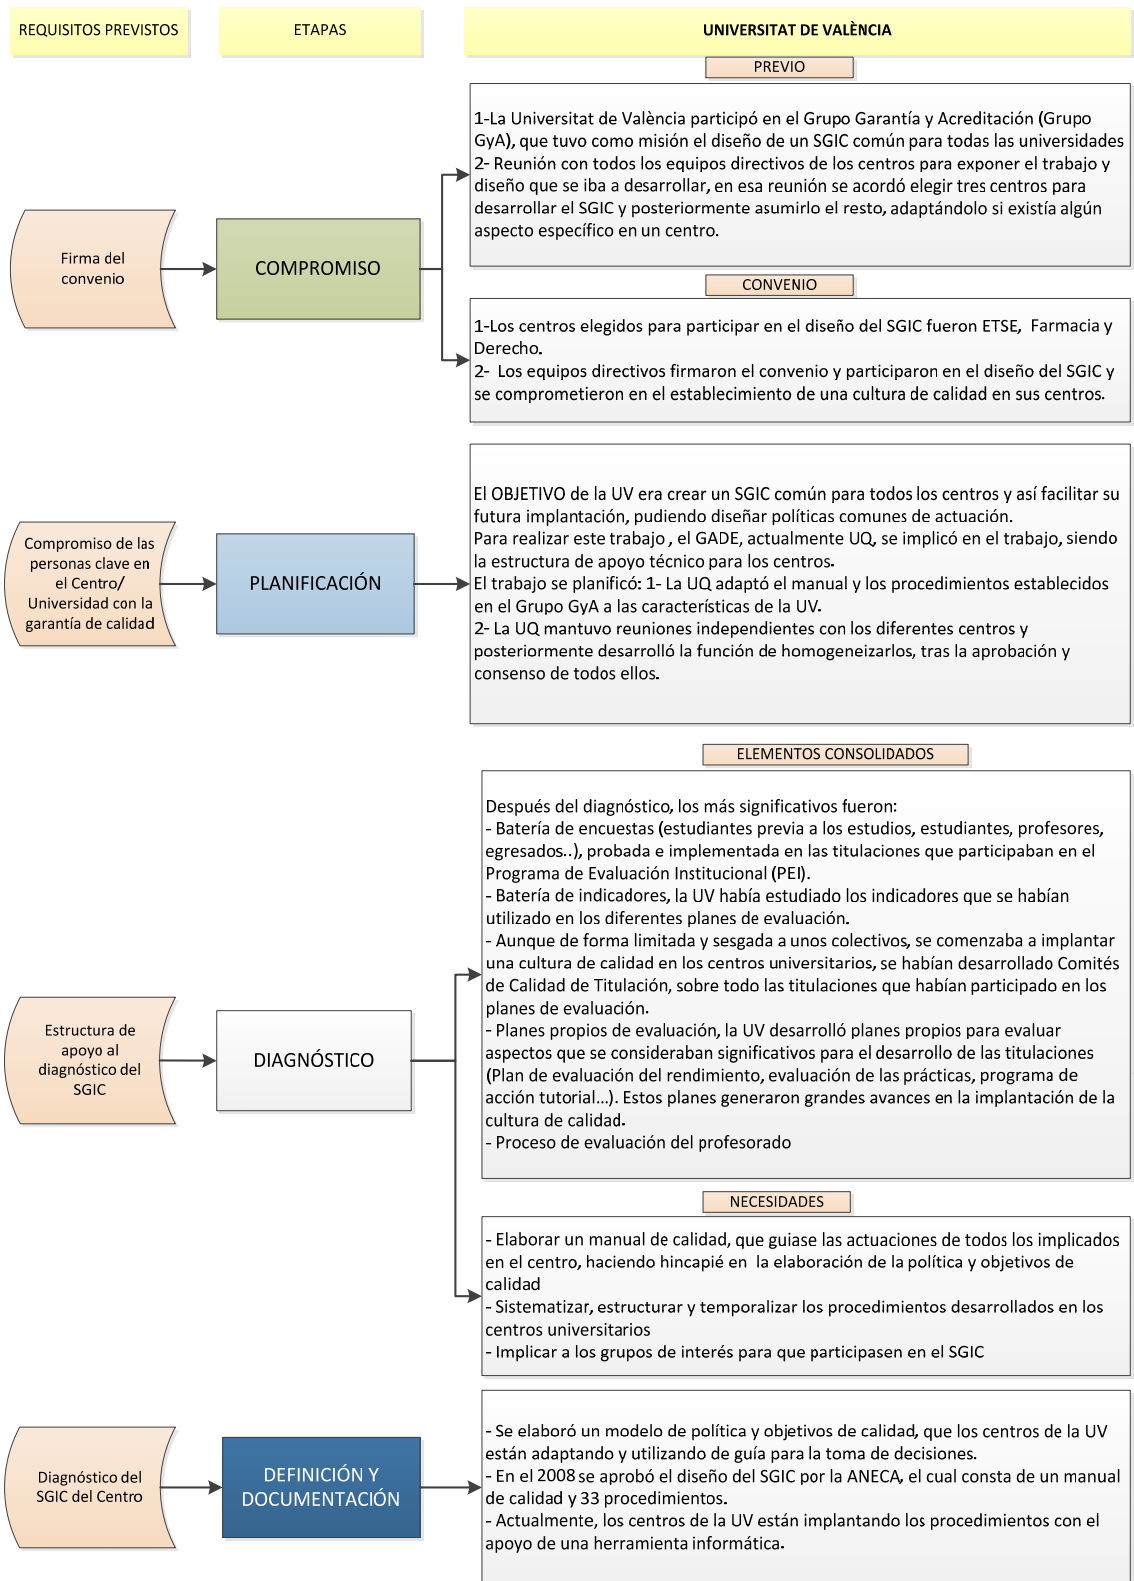 REQUISITOS PREVISTOS
ETAPAS
UNIVERSITAT DE VALÈNCIA
PREVIO
1-La Universitat de València participó en el Grupo Garantía y Acreditación (Grupo
GyA), que tuvo como misión el diseño de un SGIC común para todas las universidades
2- Reunión con todos los equipos directivos de los centros para exponer el trabajo y
diseño que se iba a desarrollar, en esa reunión se acordó elegir tres centros para
desarrollar el SGIC y posteriormente asumirlo el resto, adaptándolo si existía algún
aspecto específico en un centro.
Firma del
convenio
COMPROMISO
CONVENIO
1-Los centros elegidos para participar en el diseño del SGIC fueron ETSE, Farmacia y
Derecho.
2- Los equipos directivos firmaron el convenio y participaron en el diseño del SGIC y
se comprometieron en el establecimiento de una cultura de calidad en sus centros.
Compromiso de las
personas clave en
el Centro/
Universidad con la
garantía de calidad
PLANIFICACIÓN
El OBJETIVO de la UV era crear un SGIC común para todos los centros y así facilitar su
futura implantación, pudiendo diseñar políticas comunes de actuación.
Para realizar este trabajo , el GADE, actualmente UQ, se implicó en el trabajo, siendo
la estructura de apoyo técnico para los centros.
El trabajo se planificó: 1- La UQ adaptó el manual y los procedimientos establecidos
en el Grupo GyA a las características de la UV.
2- La UQ mantuvo reuniones independientes con los diferentes centros y
posteriormente desarrolló la función de homogeneizarlos, tras la aprobación y
consenso de todos ellos.
ELEMENTOS CONSOLIDADOS
Después del diagnóstico, los más significativos fueron:
- Batería de encuestas (estudiantes previa a los estudios, estudiantes, profesores,
egresados..), probada e implementada en las titulaciones que participaban en el
Programa de Evaluación Institucional (PEI).
- Batería de indicadores, la UV había estudiado los indicadores que se habían
utilizado en los diferentes planes de evaluación.
- Aunque de forma limitada y sesgada a unos colectivos, se comenzaba a implantar
una cultura de calidad en los centros universitarios, se habían desarrollado Comités
de Calidad de Titulación, sobre todo las titulaciones que habían participado en los
planes de evaluación.
- Planes propios de evaluación, la UV desarrolló planes propios para evaluar
aspectos que se consideraban significativos para el desarrollo de las titulaciones
(Plan de evaluación del rendimiento, evaluación de las prácticas, programa de
acción tutorial...). Estos planes generaron grandes avances en la implantación de la
cultura de calidad.
- Proceso de evaluación del profesorado
Estructura de
apoyo al
diagnóstico del
SGIC
DIAGNÓSTICO
NECESIDADES
- Elaborar un manual de calidad, que guiase las actuaciones de todos los implicados
en el centro, haciendo hincapié en la elaboración de la política y objetivos de
calidad
- Sistematizar, estructurar y temporalizar los procedimientos desarrollados en los
centros universitarios
- Implicar a los grupos de interés para que participasen en el SGIC
Diagnóstico del
SGIC del Centro
DEFINICIÓN Y
DOCUMENTACIÓN
- Se elaboró un modelo de política y objetivos de calidad, que los centros de la UV
están adaptando y utilizando de guía para la toma de decisiones.
- En el 2008 se aprobó el diseño del SGIC por la ANECA, el cual consta de un manual
de calidad y 33 procedimientos.
- Actualmente, los centros de la UV están implantando los procedimientos con el
apoyo de una herramienta informática.